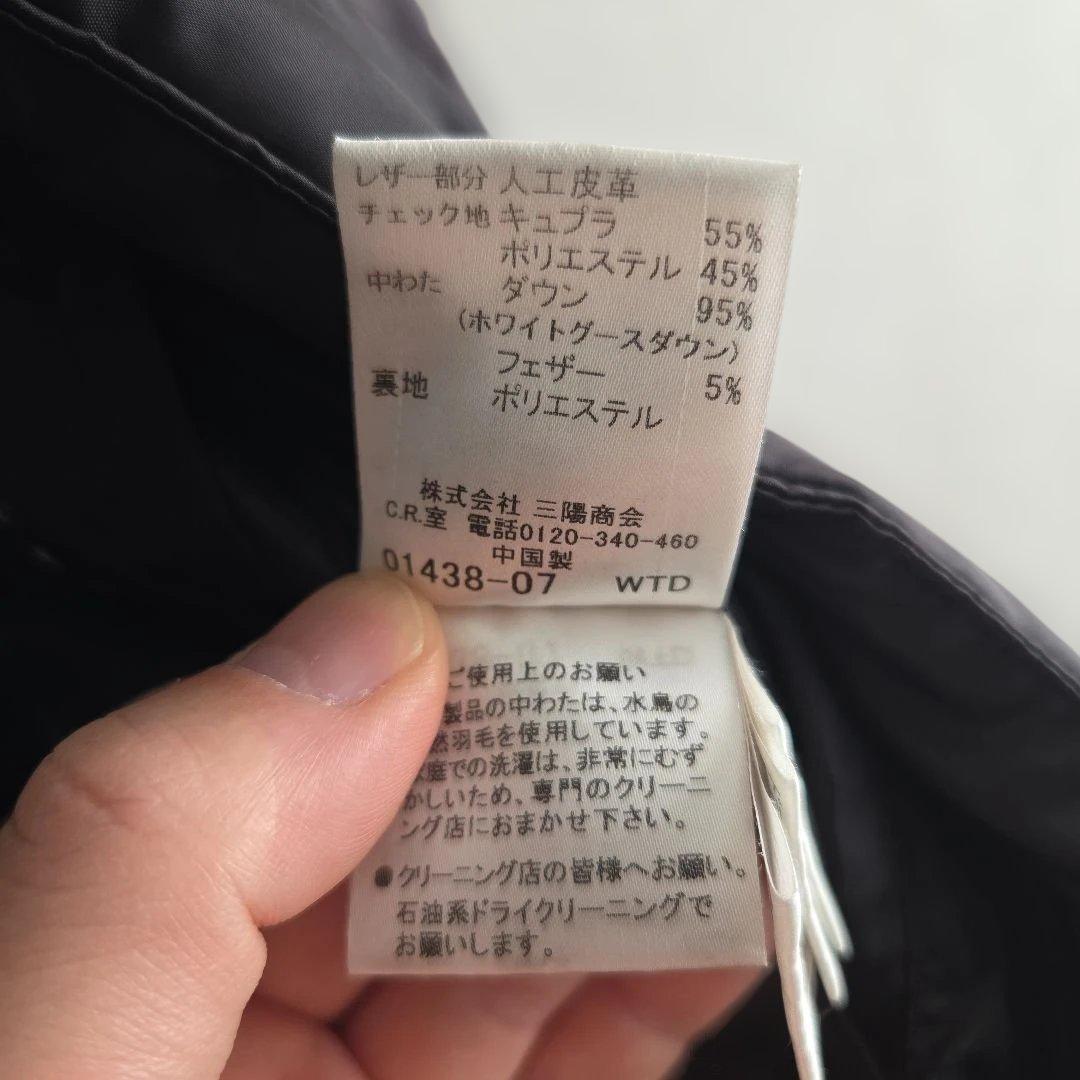 レザー部分 人工皮革
チェック地 キュプラ 55%
ポリエステル 45%
中わた ダウン 95%
(ホワイトグースダウン)
フェザー 5%
裏地 ポリエステル
株式会社 三陽商会
C.R.室 電話0120-340-460
中国製
01438-07 WTD
ご使用上のお願い
製品の中わたは、水鳥の
然羽毛を使用しています。
庭での洗濯は、非常にむず
かしいため、専門のクリーニ
ング店におまかせ下さい。
●クリーニング店の皆様へお願い。
石油系ドライクリーニングで
お願いします。